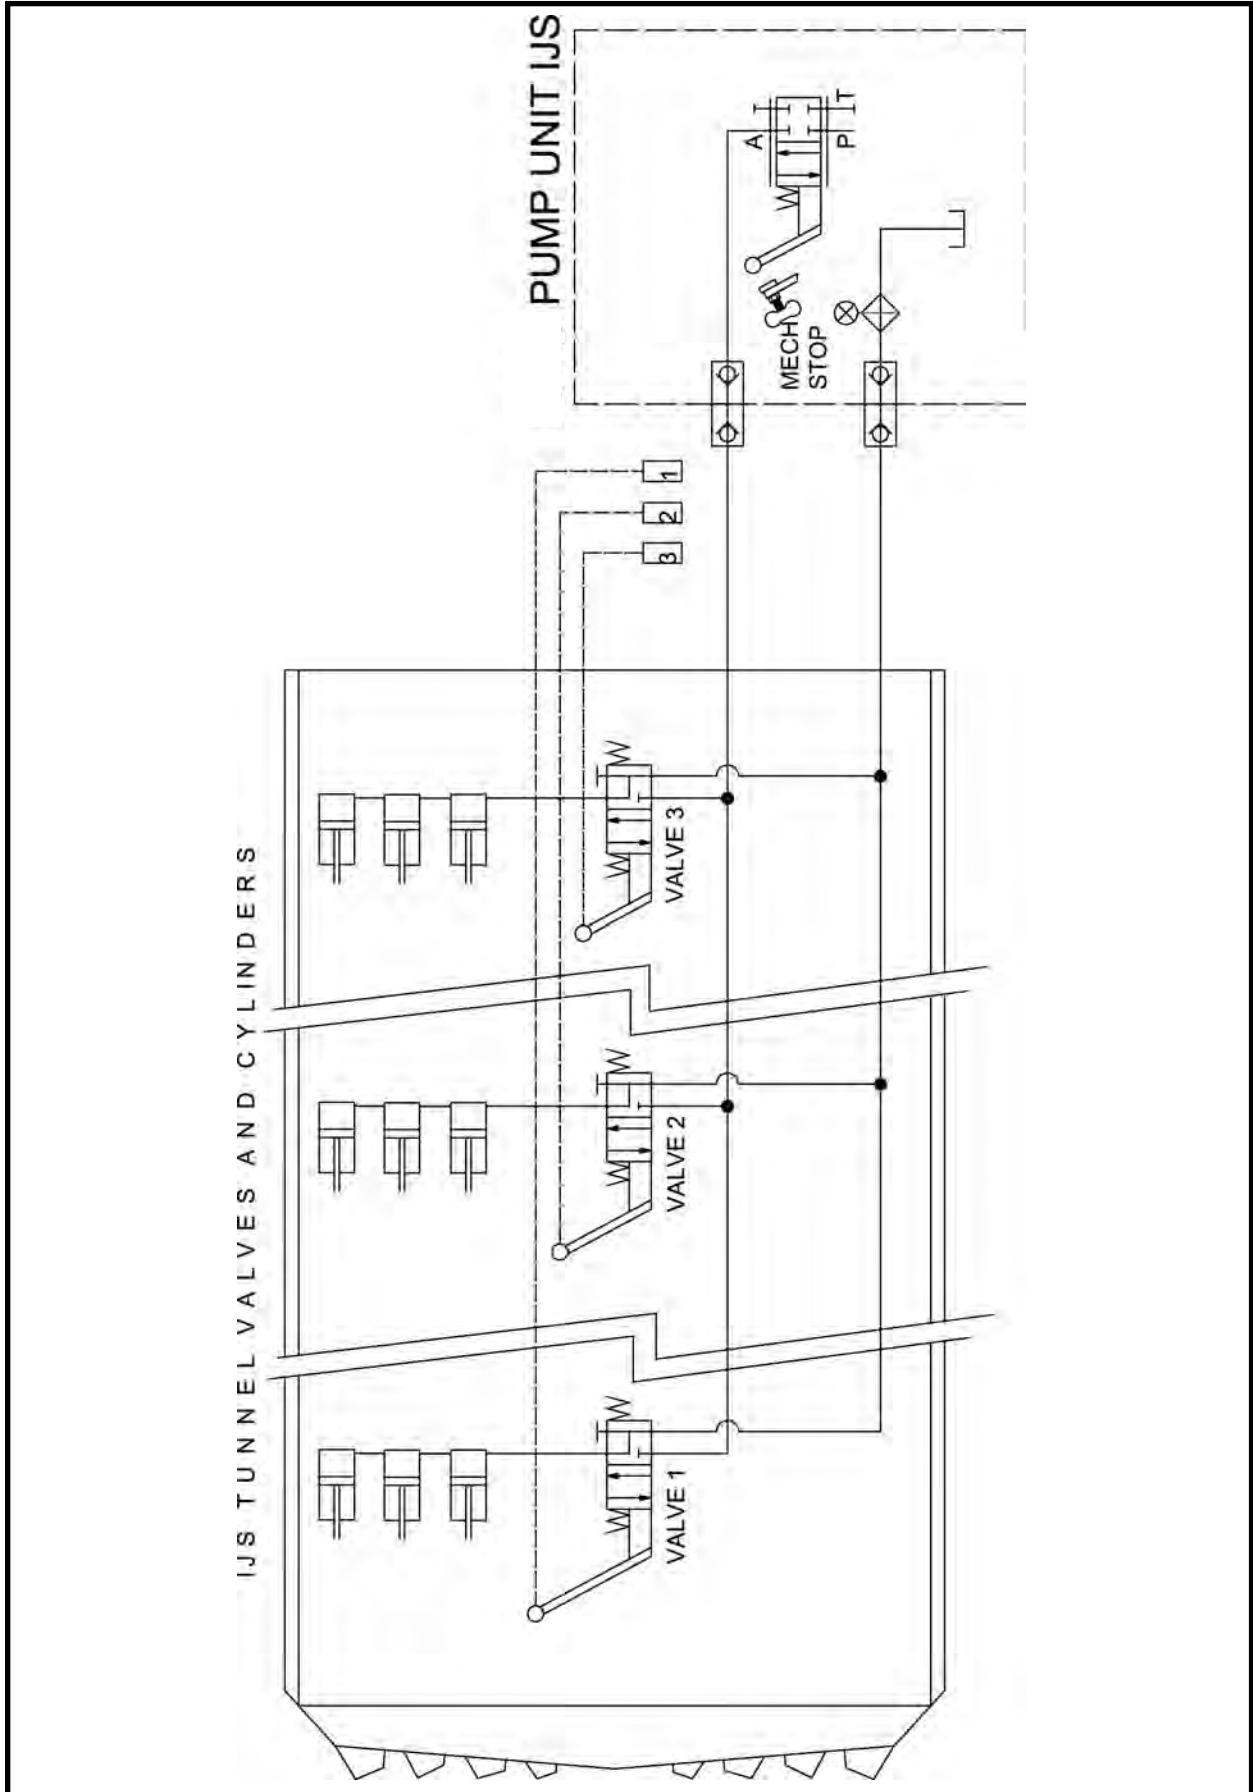 PUMP UNIT IJS
A
T
P
MECH
STOP
1
2
3
IJS TUNNEL VALVES AND CYLINDERS
VALVE 3
VALVE 2
VALVE 1